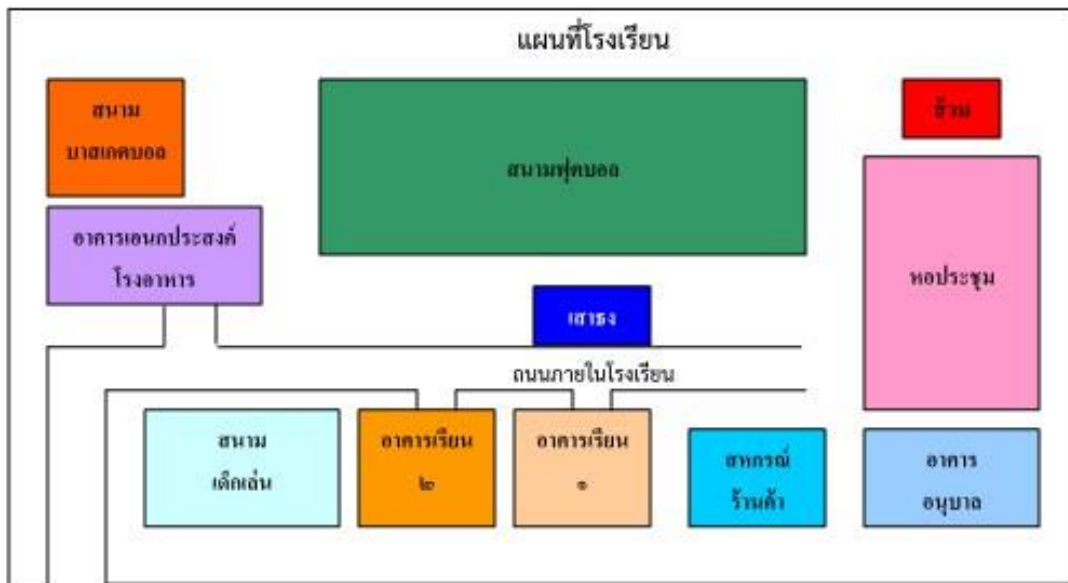 แผนที่โรงเรียน
สนาม
บาสเกตบอล
สนามฟุตบอล
ส้วม
อาคารเอนกประสงค์
โรงอาหาร
หอประชุม
เสาธง
ถนนภายในโรงเรียน
สนาม
เด็กเล่น
อาคารเรียน
๒
อาคารเรียน
๑
สหกรณ์
ร้านค้า
อาคาร
อนุบาล